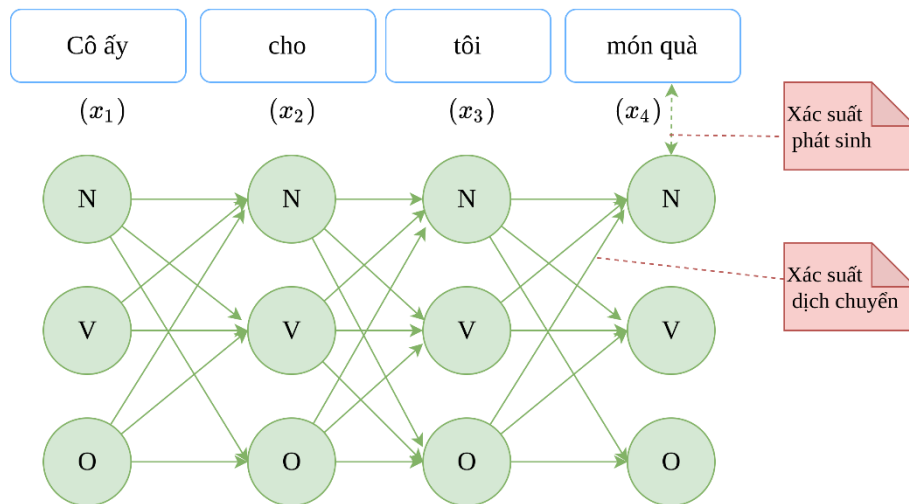 Cô ấy cho tôi món quà
(x₁) (x₂) (x₃) (x₄)
Xác suất
phát sinh
N N N N
Xác suất
dịch chuyển
V V V V
O O O O